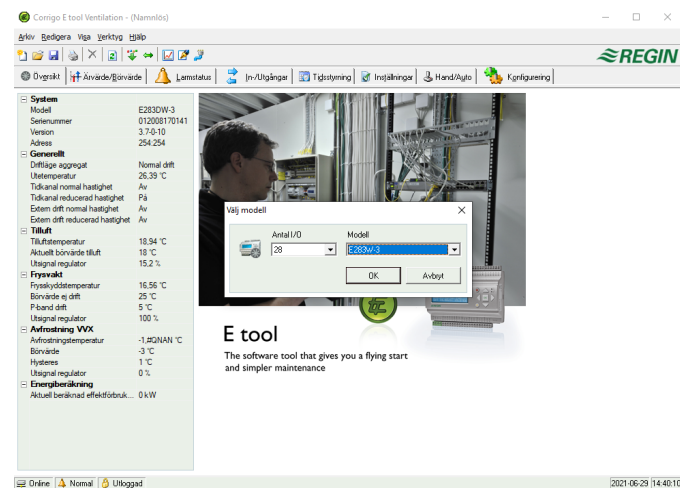 Corrigo E tool Ventilation - (Namnlös)
Arkiv Redigera Visa Verktyg Hjälp
REGIN
Översikt Ärvärde/Börvärde Larmstatus In-/Utgångar Tidsstyrning Inställningar Hand/Auto Konfigurering
System
Modell E283DW-3
Serienummer 012008170141
Version 3.7-0-10
Adress 254:254
Generellt
Driftläge aggregat Normal drift
Utetemperatur 26,39 °C
Tidkanal normal hastighet Av
Tidkanal reducerad hastighet På
Extern drift normal hastighet Av
Extern drift reducerad hastighet Av
Tilluft
Tilluftstemperatur 18,94 °C
Aktuellt börvärde tilluft 18 °C
Utsignal regulator 15,2 %
Frysvakt
Frysskyddstemperatur 16,56 °C
Börvärde ej drift 25 °C
P-band drift 5 °C
Utsignal regulator 100 %
Avfrostning VVX
Avfrostningstemperatur -1,#QNAN °C
Börvärde -3 °C
Hysteres 1 °C
Utsignal regulator 0 %
Energiberäkning
Aktuell beräknad effektförbruk... 0 kW
Välj modell
Antal I/O Modell
28 E283W-3
OK Avbryt
E tool
The software tool that gives you a flying start
and simpler maintenance
Online Normal Utloggad 2021-06-29 14:40:10